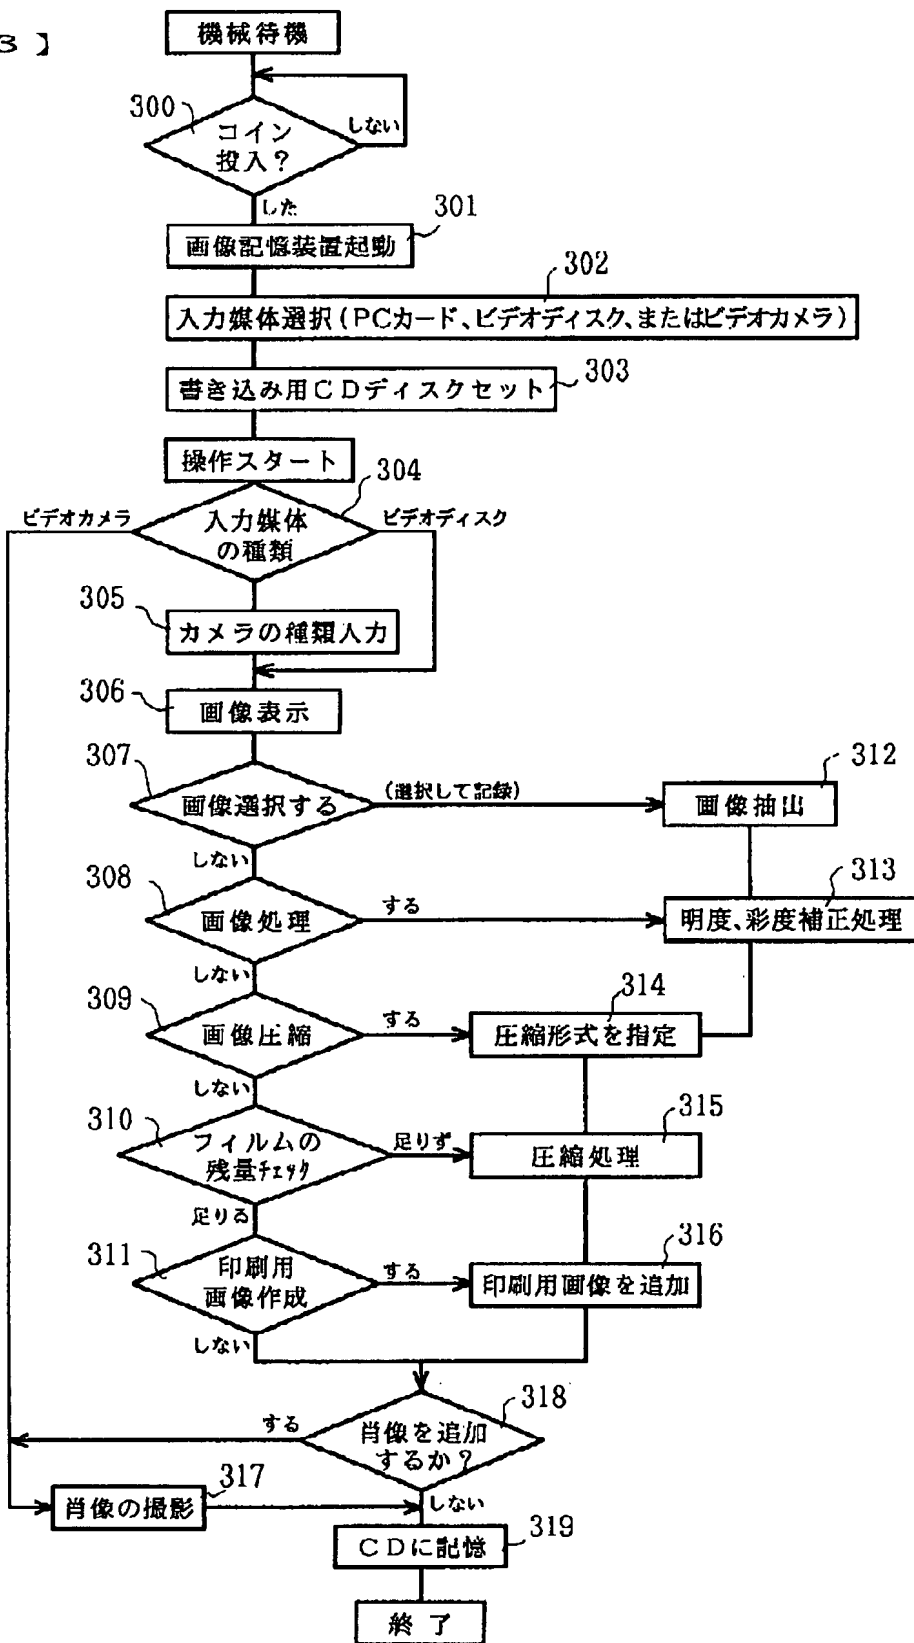 3 】
機械待機
300
コイン
投入?
しない
した
301
画像記憶装置起動
302
入力媒体選択(PCカード、ビデオディスク、またはビデオカメラ)
303
書き込み用CDディスクセット
操作スタート
304
ビデオカメラ
入力媒体
の種類
ビデオディスク
305
カメラの種類入力
306
画像表示
307
画像選択する
(選択して記録)
312
画像抽出
しない
308
画像処理
する
313
明度、彩度補正処理
しない
309
画像圧縮
する
314
圧縮形式を指定
しない
310
フィルムの
残量チェック
足りず
315
圧縮処理
足りる
311
印刷用
画像作成
する
316
印刷用画像を追加
しない
318
する
肖像を追加
するか?
317
肖像の撮影
しない
319
CDに記憶
終了